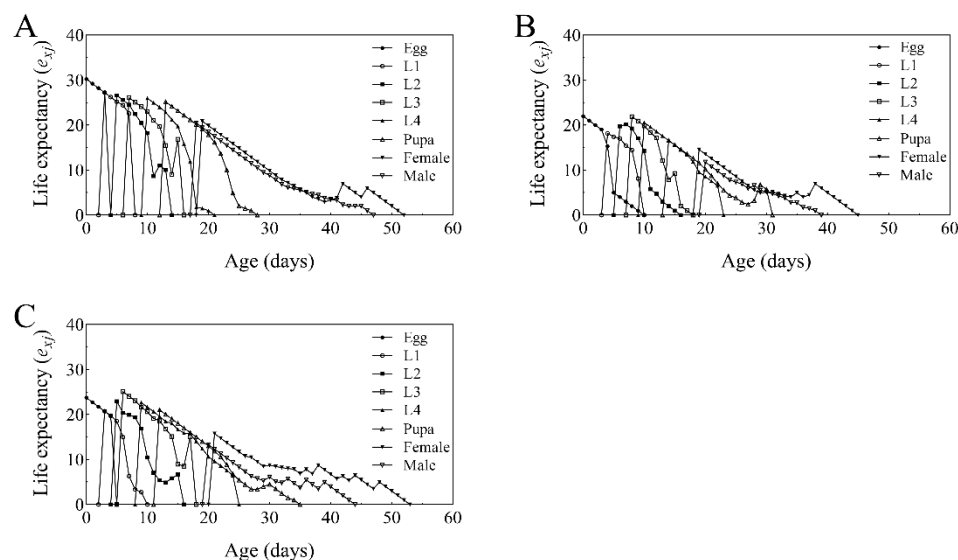 A
Life expectancy (exj)
40
30
20
10
0
0 10 20 30 40 50 60
Age (days)
Egg
L1
L2
L3
L4
Pupa
Female
Male
B
Life expectancy (exj)
40
30
20
10
0
0 10 20 30 40 50 60
Age (days)
Egg
L1
L2
L3
L4
Pupa
Female
Male
C
Life expectancy (exj)
40
30
20
10
0
0 10 20 30 40 50 60
Age (days)
Egg
L1
L2
L3
L4
Pupa
Female
Male